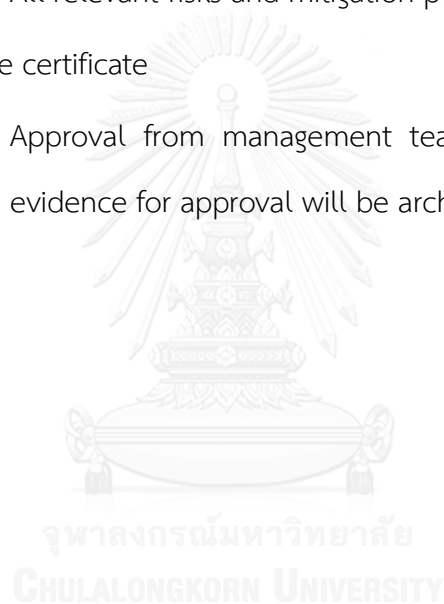 All relevant risks and mitigation p
e certificate
Approval from management tea
evidence for approval will be arch
จุฬาลงกรณ์มหาวิทยาลัย
CHULALONGKORN UNIVERSITY